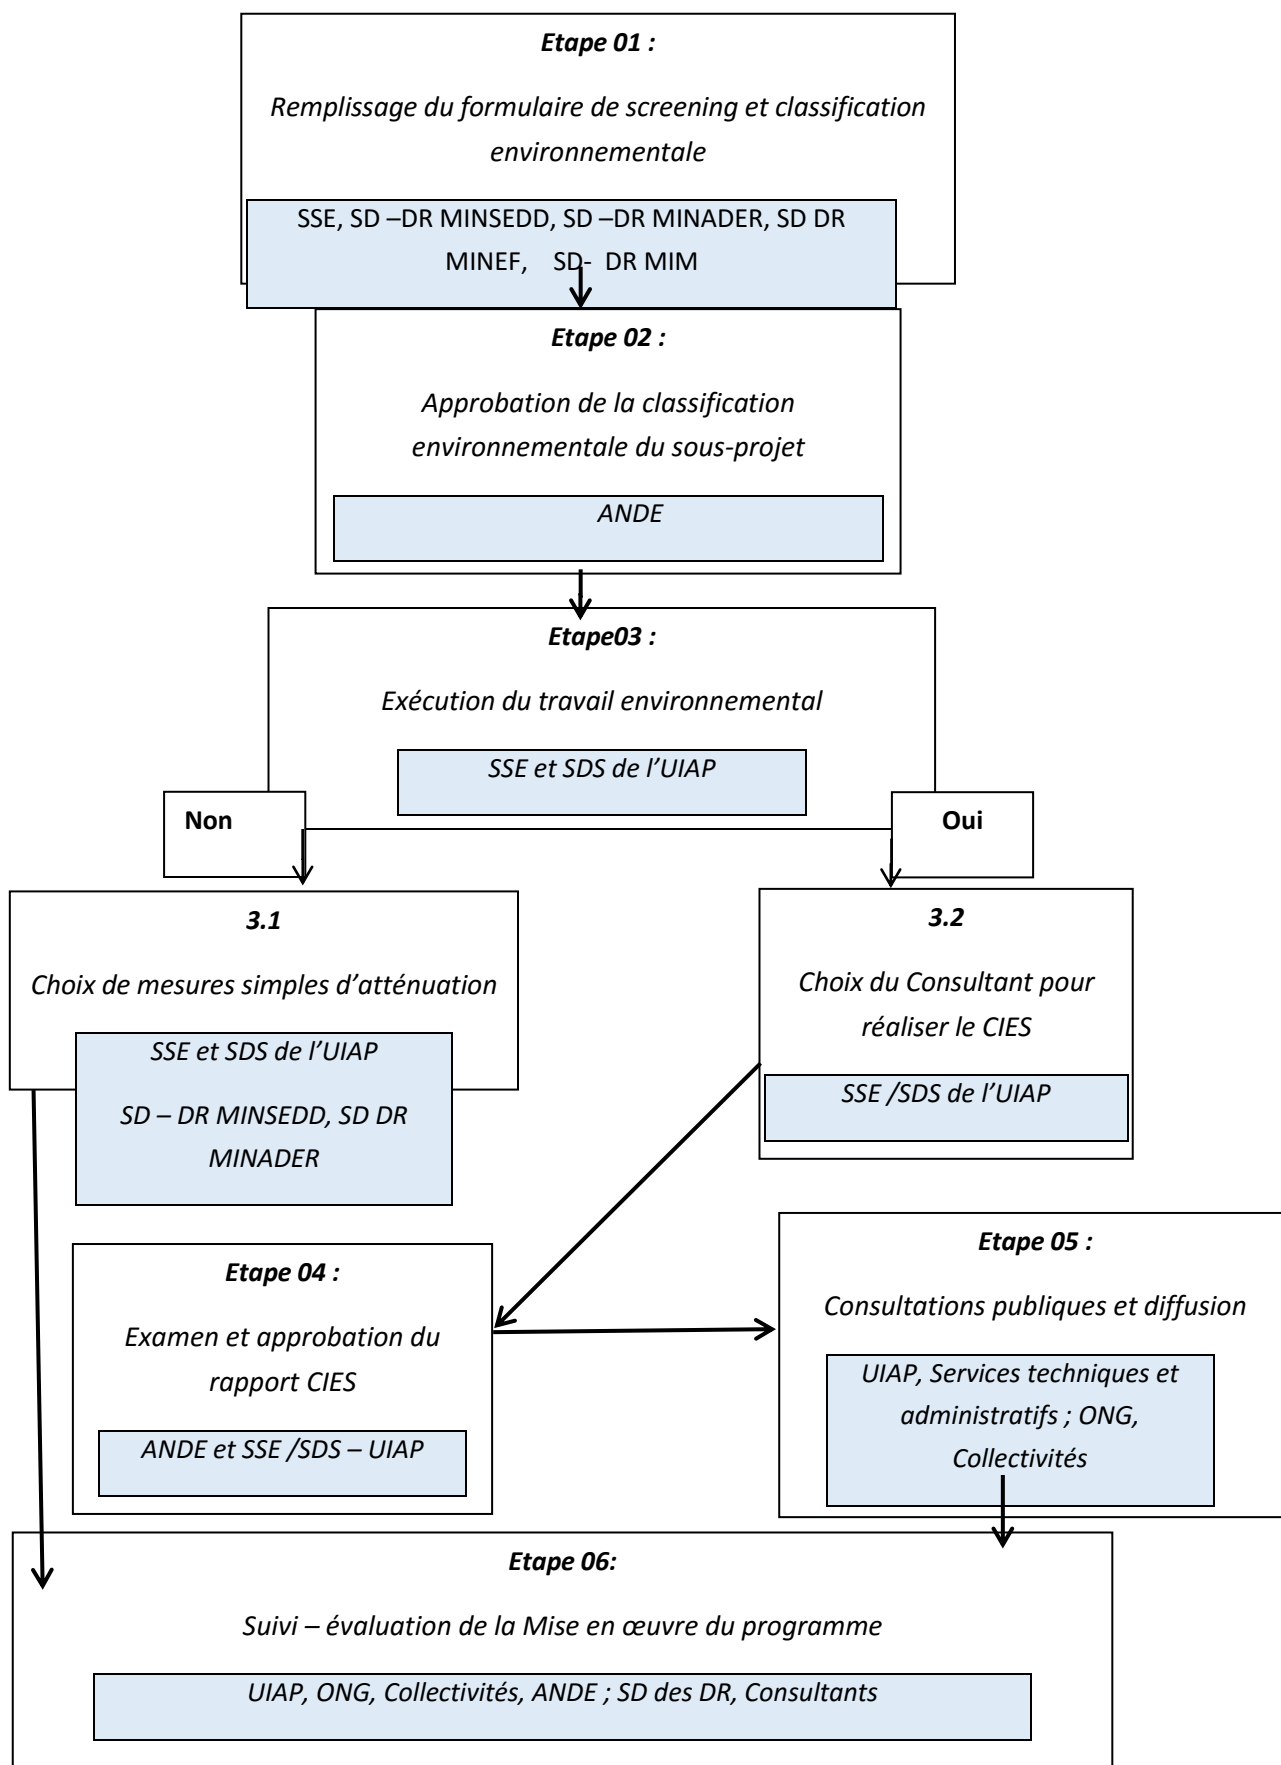 Etape 01 :
Remplissage du formulaire de screening et classification
environnementale
SSE, SD –DR MINSEDD, SD –DR MINADER, SD DR
MINEF, SD- DR MIM
Etape 02 :
Approbation de la classification
environnementale du sous-projet
ANDE
Etape03 :
Exécution du travail environnemental
SSE et SDS de l’UIAP
Non
Oui
3.1
Choix de mesures simples d’atténuation
SSE et SDS de l’UIAP
SD – DR MINSEDD, SD DR
MINADER
3.2
Choix du Consultant pour
réaliser le CIES
SSE /SDS de l’UIAP
Etape 04 :
Examen et approbation du
rapport CIES
ANDE et SSE /SDS – UIAP
Etape 05 :
Consultations publiques et diffusion
UIAP, Services techniques et
administratifs ; ONG,
Collectivités
Etape 06:
Suivi – évaluation de la Mise en œuvre du programme
UIAP, ONG, Collectivités, ANDE ; SD des DR, Consultants